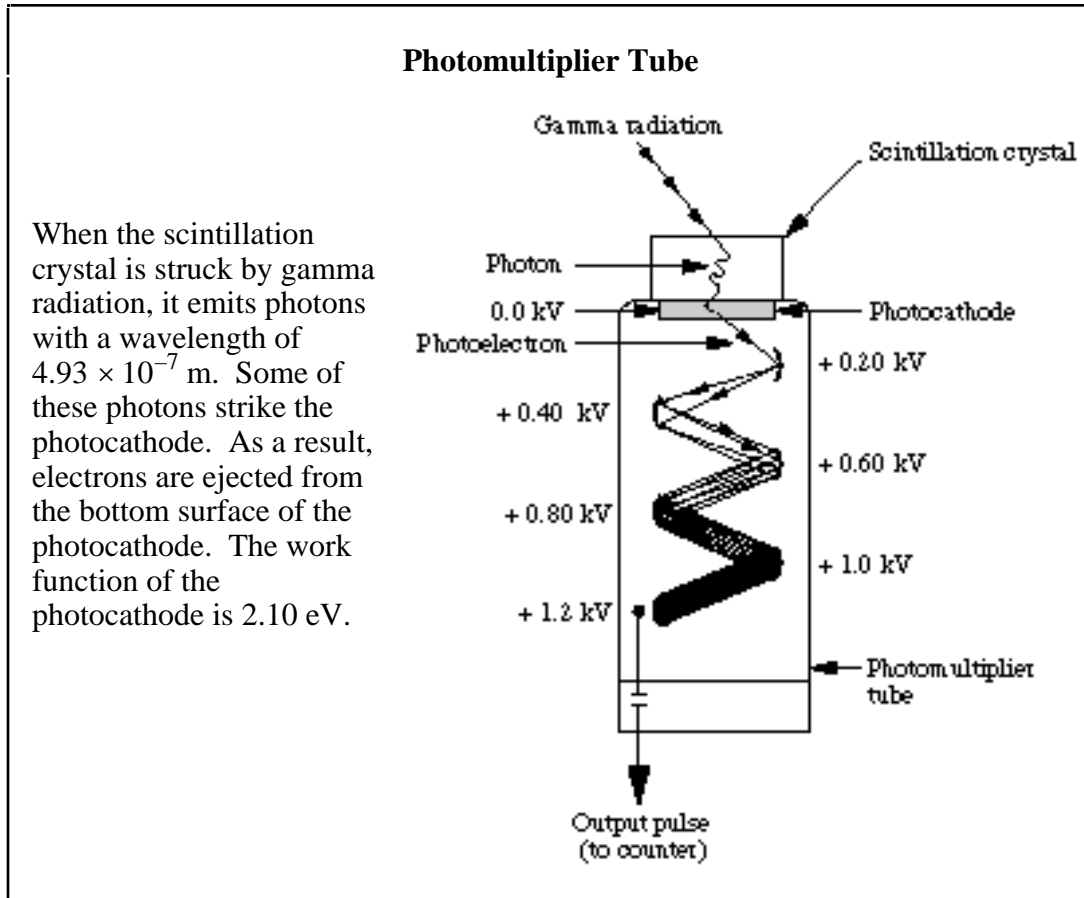 Photomultiplier Tube
When the scintillation
crystal is struck by gamma
radiation, it emits photons
with a wavelength of
4.93 × 10⁻⁷ m. Some of
these photons strike the
photocathode. As a result,
electrons are ejected from
the bottom surface of the
photocathode. The work
function of the
photocathode is 2.10 eV.
Gamma radiation
Scintillation crystal
Photon
0.0 kV
Photocathode
Photoelectron
+ 0.20 kV
+ 0.40 kV
+ 0.60 kV
+ 0.80 kV
+ 1.0 kV
+ 1.2 kV
Photomultiplier
tube
Output pulse
(to counter)